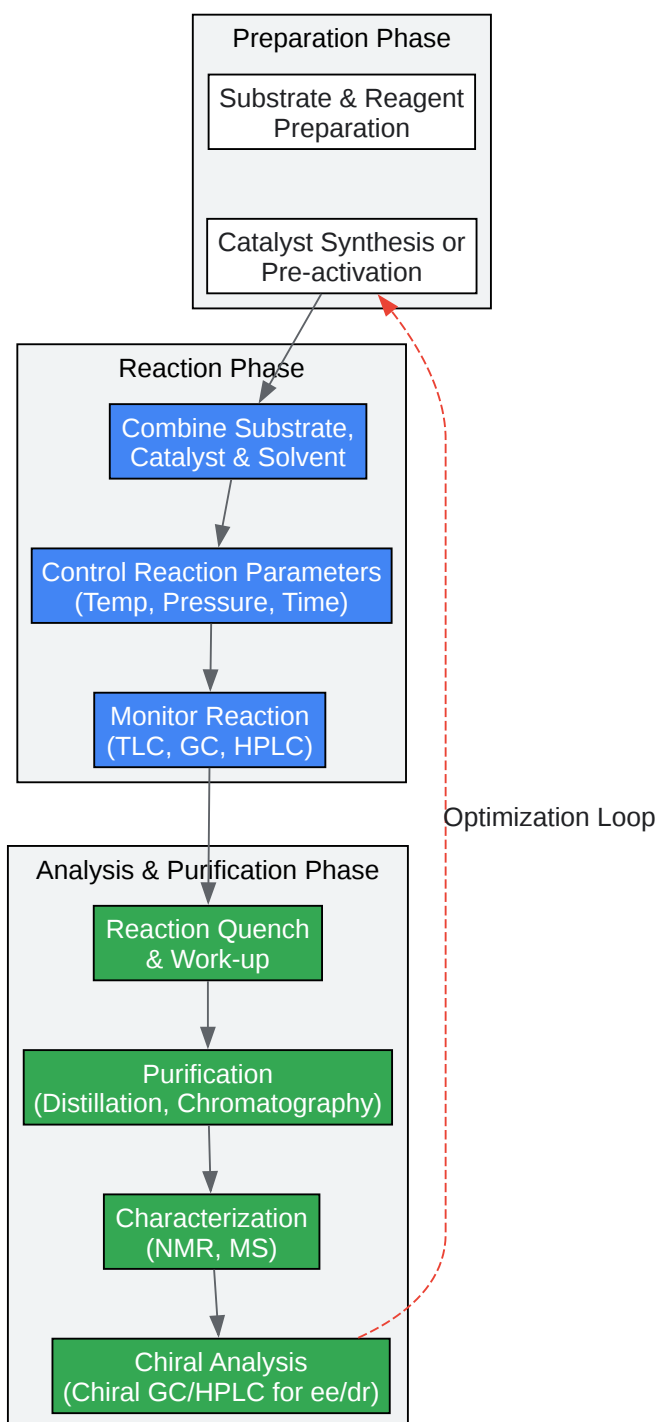 Preparation Phase
Substrate & Reagent
Preparation
Catalyst Synthesis or
Pre-activation
Reaction Phase
Combine Substrate,
Catalyst & Solvent
Control Reaction Parameters
(Temp, Pressure, Time)
Monitor Reaction
(TLC, GC, HPLC)
Optimization Loop
Analysis & Purification Phase
Reaction Quench
& Work-up
Purification
(Distillation, Chromatography)
Characterization
(NMR, MS)
Chiral Analysis
(Chiral GC/HPLC for ee/dr)